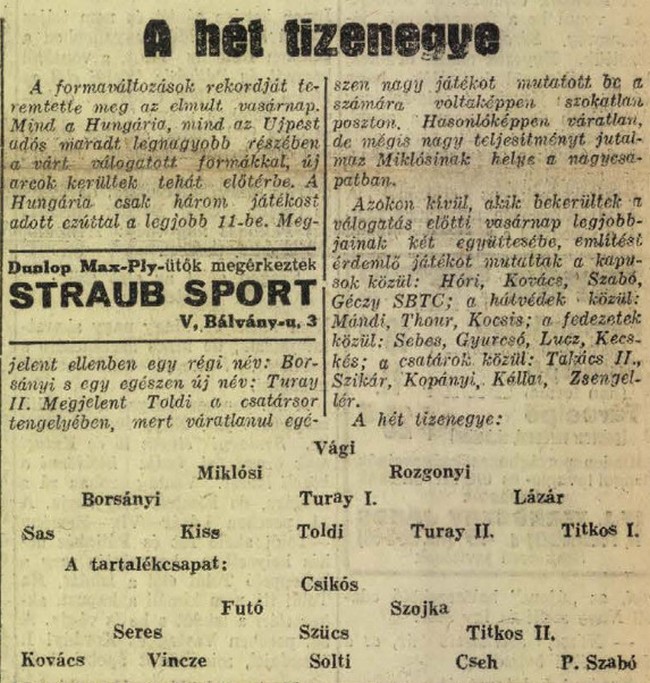 A hét tizenegye
A formaváltozások rekordját te-
remtette meg az elmult vasárnap.
Mind a Hungária, mind az Ujpest
adós maradt legnagyobb részében
a várt válogatott formákkal, új
arcok kerültek tehát előtérbe. A
Hungária csak három játékost
adott ezúttal a legjobb 11-be. Meg-
Dunlop Max-Ply-ütők megérkeztek
STRAUB SPORT
V, Bálvány-u. 3
jelent ellenben egy régi név: Bor-
sányi s egy egészen új név: Turay
II. Megjelent Toldi a csatársor
tengelyében, mert váratlanul egé-
szen nagy játékot mutatott be a
számára voltaképpen szokatlan
poszton. Hasonlóképpen váratlan,
de mégis nagy teljesítményt jutal-
maz Miklósinak helye a nagycsa-
patban.
Azokon kívül, akik bekerültek a
válogatás előtti vasárnap legjobb-
jainak két együttesébe, említést
érdemlő játékot mutattak a kapu-
sok közül: Hóri, Kovács, Szabó,
Géczy SBTC; a hátvédek közül:
Mándi, Thour, Kocsis; a fedezetek
közül: Sebes, Gyurcsó, Lucz, Kecs-
kés; a csatárok közül: Takács II.,
Szikár, Kopányi, Kállai, Zsengel-
lér.
A hét tizenegye:
Vági
Miklósi Rozgonyi
Borsányi Turay I. Lázár
Sas Kiss Toldi Turay II. Titkos I.
A tartalékcsapat:
Csikós
Futó Szojka
Seres Szücs Titkos II.
Kovács Vincze Solti Cseh P. Szabó